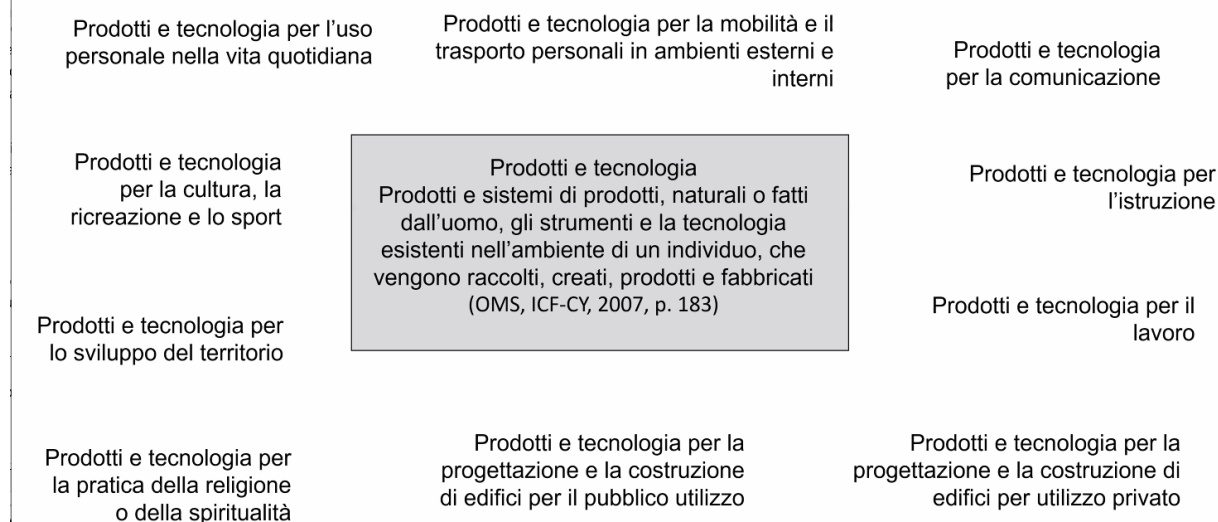 Prodotti e tecnologia per l’uso
personale nella vita quotidiana
Prodotti e tecnologia per la mobilità e il
trasporto personali in ambienti esterni e
interni
Prodotti e tecnologia
per la comunicazione
Prodotti e tecnologia
per la cultura, la
ricreazione e lo sport
Prodotti e tecnologia
Prodotti e sistemi di prodotti, naturali o fatti
dall’uomo, gli strumenti e la tecnologia
esistenti nell’ambiente di un individuo, che
vengono raccolti, creati, prodotti e fabbricati
(OMS, ICF-CY, 2007, p. 183)
Prodotti e tecnologia per
l’istruzione
Prodotti e tecnologia per
lo sviluppo del territorio
Prodotti e tecnologia per il
lavoro
Prodotti e tecnologia per
la pratica della religione
o della spiritualità
Prodotti e tecnologia per la
progettazione e la costruzione
di edifici per il pubblico utilizzo
Prodotti e tecnologia per la
progettazione e la costruzione di
edifici per utilizzo privato